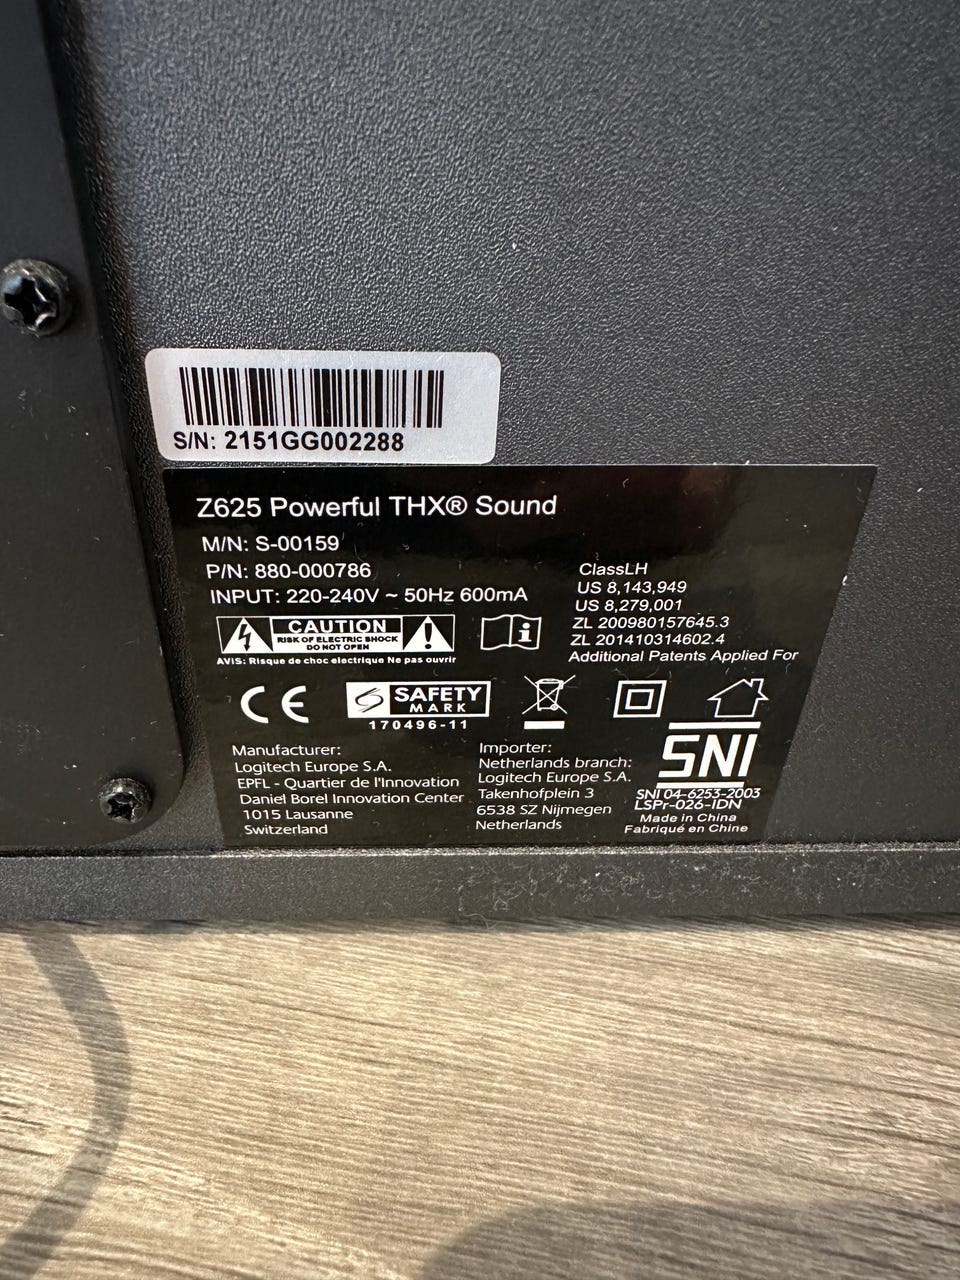 S/N: 2151GG002288
Z625 Powerful THX® Sound
M/N: S-00159
P/N: 880-000786
INPUT: 220-240V ~ 50Hz 600mA
ClassLH
US 8,143,949
US 8,279,001
ZL 200980157645.3
ZL 201410314602.4
Additional Patents Applied For
CAUTION
RISK OF ELECTRIC SHOCK
DO NOT OPEN
AVIS: Risque de choc electrique Ne pas ouvrir
i
CE
SAFETY
MARK
170496-11
Manufacturer:
Logitech Europe S.A.
EPFL - Quartier de l'Innovation
Daniel Borel Innovation Center
1015 Lausanne
Switzerland
Importer:
Netherlands branch:
Logitech Europe S.A.
Takenhofplein 3
6538 SZ Nijmegen
Netherlands
SNI
SNI 04-6253-2003
LSPr-026-IDN
Made in China
Fabriqué en Chine